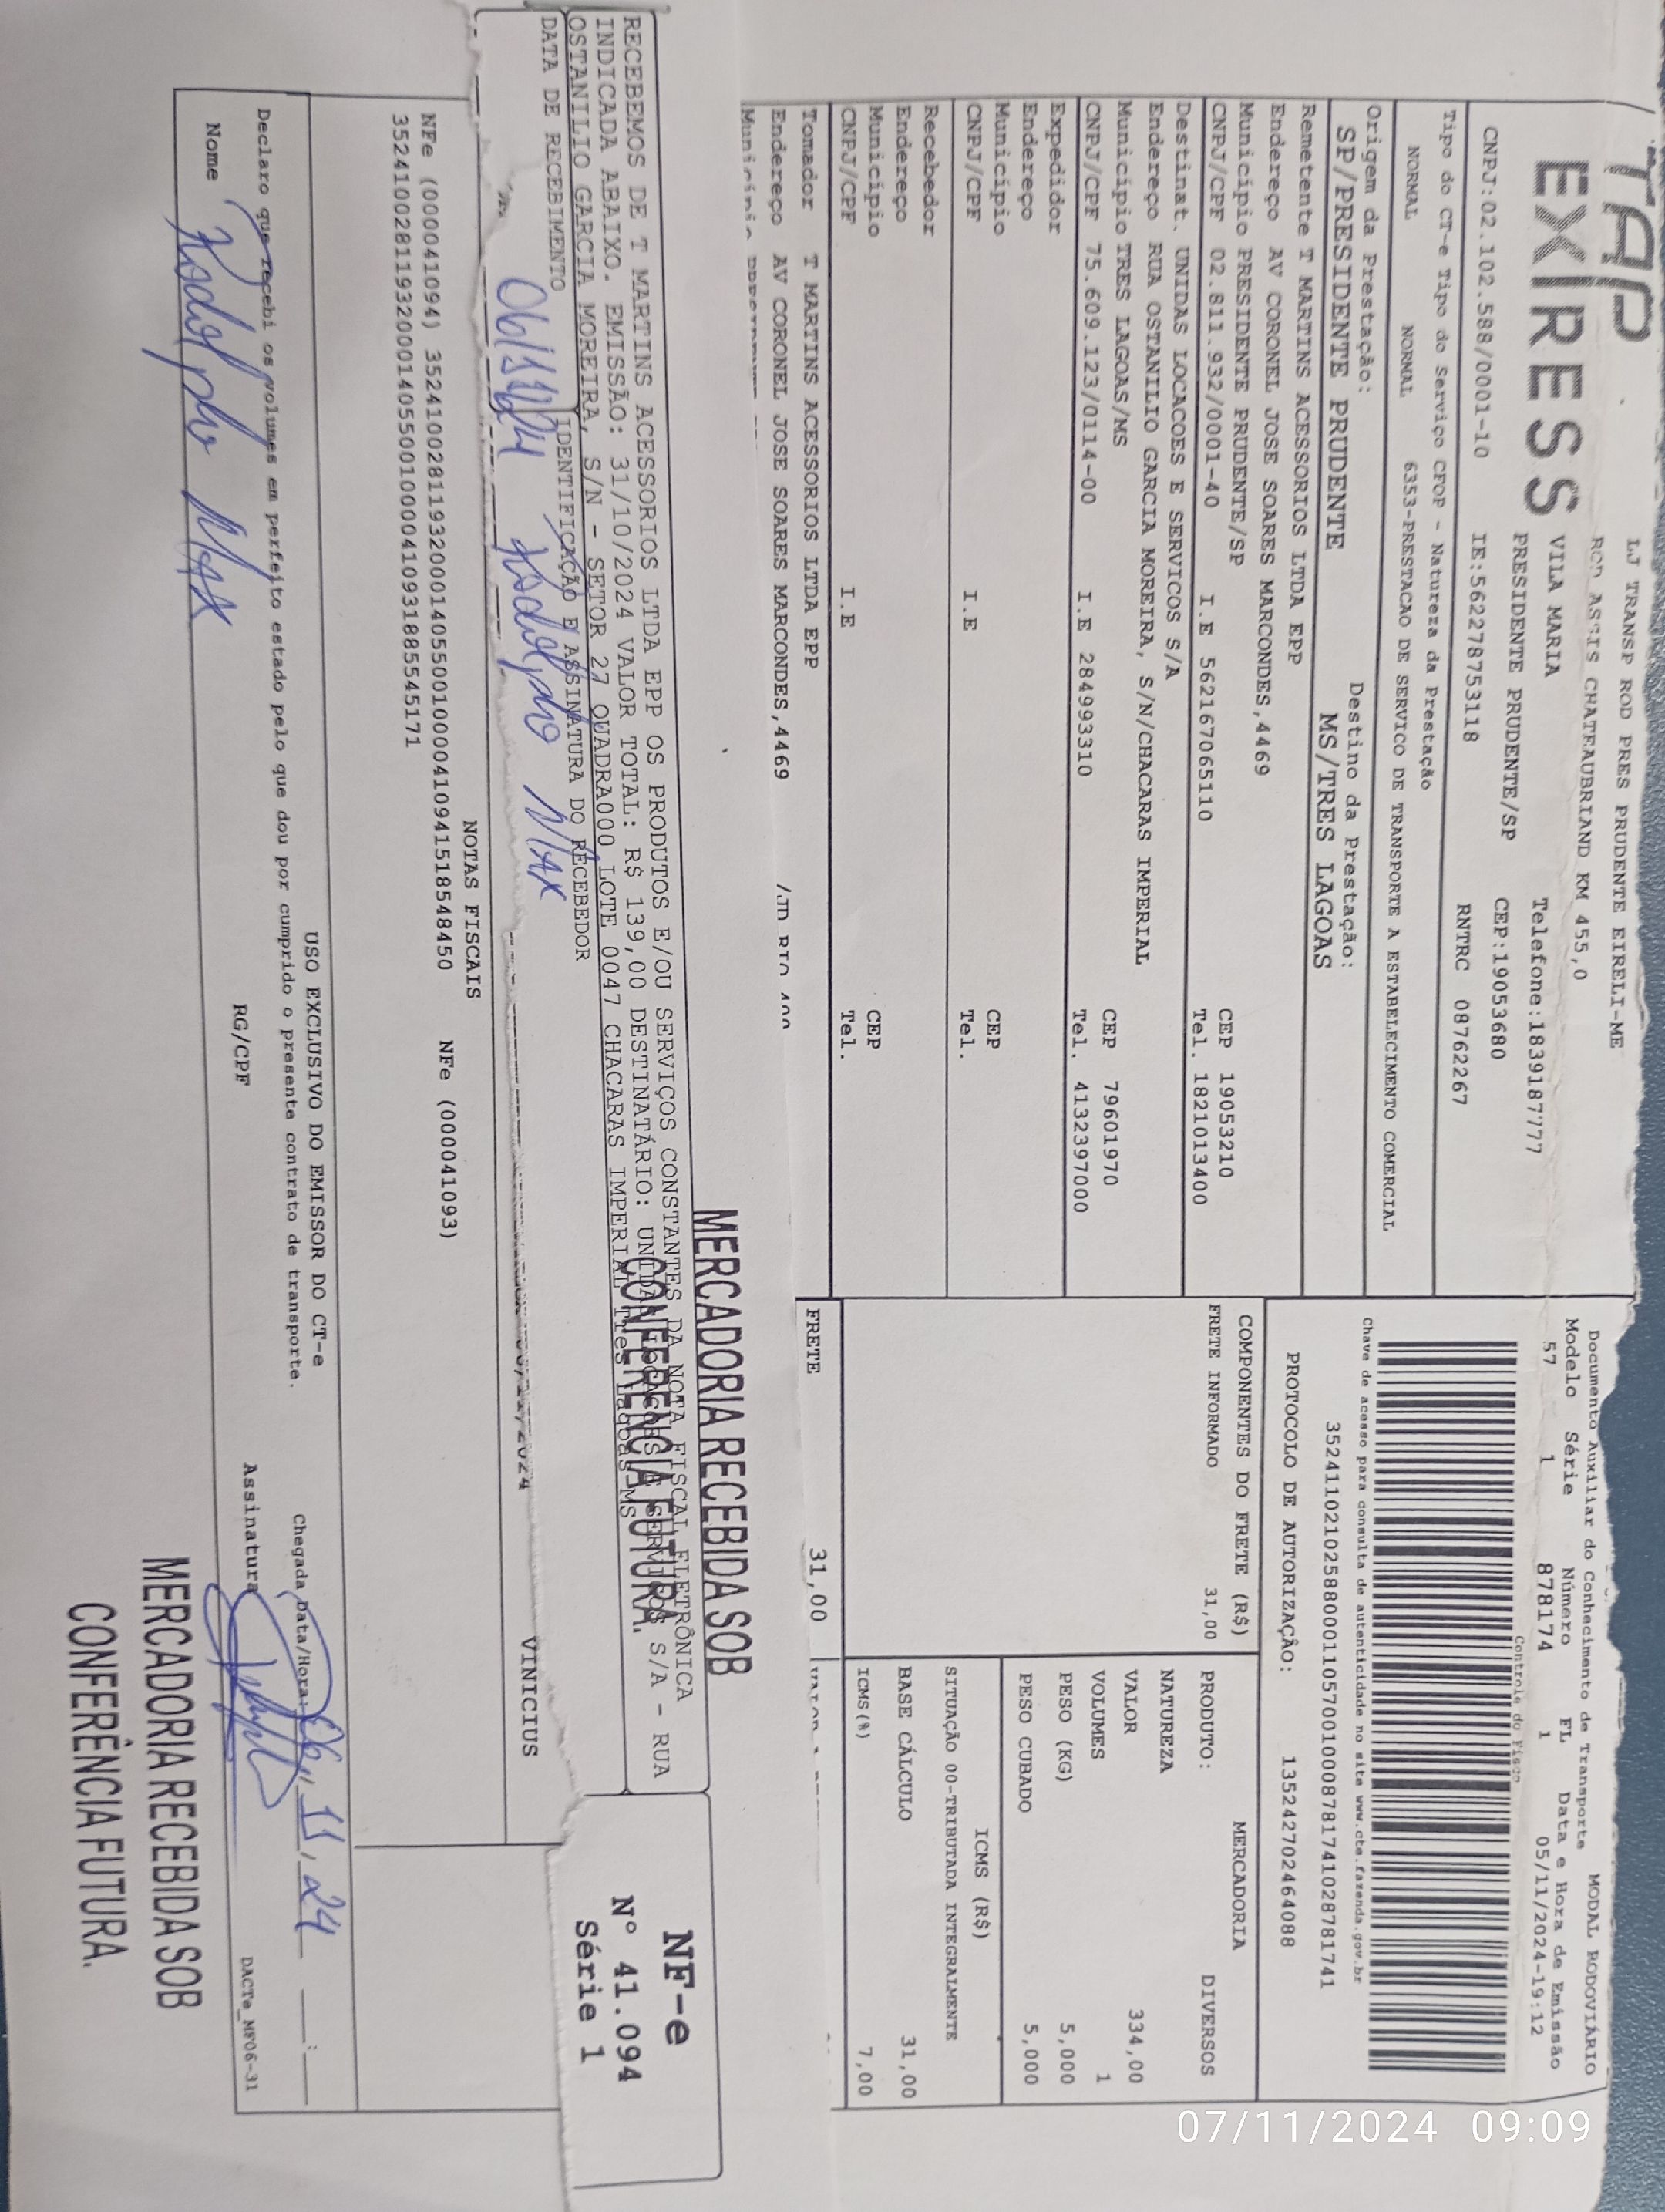 TAP
EXPRESS
LJ TRANSP ROD PRES PRUDENTE EIRELI-ME
ROD ASSIS CHATEAUBRIAND KM 455,0
VILA MARIA
PRESIDENTE PRUDENTE/SP
Telefone:1839187777
CEP:19053680
CNPJ:02.102.588/0001-10 IE:562278753118 RNTRC 08762267
Documento Auxiliar do Conhecimento de Transporte MODAL RODOVIÁRIO
Modelo Série Número FL Data e Hora de Emissão
57 1 878174 1 05/11/2024-19:12
Controle do Fisco
Tipo do CT-e Tipo do Serviço CFOP - Natureza da Prestação
NORMAL NORMAL 6353-PRESTACAO DE SERVICO DE TRANSPORTE A ESTABELECIMENTO COMERCIAL
Chave de acesso para consulta de autenticidade no site www.cte.fazenda.gov.br
Origem da Prestação: Destino da Prestação:
SP/PRESIDENTE PRUDENTE MS/TRES LAGOAS
35241102102588000110570010008781741028781741
PROTOCOLO DE AUTORIZAÇÃO: 135242702464088
Remetente T MARTINS ACESSORIOS LTDA EPP
Endereço AV CORONEL JOSE SOARES MARCONDES,4469
Município PRESIDENTE PRUDENTE/SP CEP 19053210
CNPJ/CPF 02.811.932/0001-40 I.E 562167065110 Tel. 1821013400
Destinat. UNIDAS LOCACOES E SERVICOS S/A
Endereço RUA OSTANILIO GARCIA MOREIRA, S/N/CHACARAS IMPERIAL
Município TRES LAGOAS/MS CEP 79601970
CNPJ/CPF 75.609.123/0114-00 I.E 284993310 Tel. 4132397000
Expedidor
Endereço
Município CEP
CNPJ/CPF I.E Tel.
Recebedor
Endereço
Município CEP
CNPJ/CPF I.E Tel.
Tomador T MARTINS ACESSORIOS LTDA EPP
Endereço AV CORONEL JOSE SOARES MARCONDES,4469
Município
COMPONENTES DO FRETE (R$)
FRETE INFORMADO 31,00
FRETE 31,00
MERCADORIA
PRODUTO: DIVERSOS
NATUREZA
VALOR 334,00
VOLUMES 1
PESO (KG) 5,000
PESO CUBADO 5,000
ICMS (R$)
SITUAÇÃO 00-TRIBUTADA INTEGRALMENTE
BASE CÁLCULO 31,00
ICMS(%) 7,00
MERCADORIA RECEBIDA SOB
CONFERÊNCIA FUTURA.
RECEBEMOS DE T MARTINS ACESSORIOS LTDA EPP OS PRODUTOS E/OU SERVIÇOS CONSTANTES DA NOTA FISCAL ELETRÔNICA
INDICADA ABAIXO. EMISSÃO: 31/10/2024 VALOR TOTAL: R$ 139,00 DESTINATÁRIO: UNIDAS LOCACOES E SERVICOS S/A - RUA
OSTANILIO GARCIA MOREIRA, S/N - SETOR 27 QUADRA000 LOTE 0047 CHACARAS IMPERIAL Tres Lagoas-MS
DATA DE RECEBIMENTO IDENTIFICAÇÃO E ASSINATURA DO RECEBEDOR
06/11/24 Rodolpho Max
NF-e
Nº 41.094
Série 1
VINICIUS
NOTAS FISCAIS
NFe (000041094) 35241002811932000140550010000410941518548450 NFe (000041093)
35241002811932000140550010000410931885545171
USO EXCLUSIVO DO EMISSOR DO CT-e
Declaro que recebi os volumes em perfeito estado pelo que dou por cumprido o presente contrato de transporte.
Chegada Data/Hora: 06/11/24
Nome Rodolpho Max RG/CPF Assinatura
DACTe_MF06-31
MERCADORIA RECEBIDA SOB
CONFERÊNCIA FUTURA.
07/11/2024 09:09